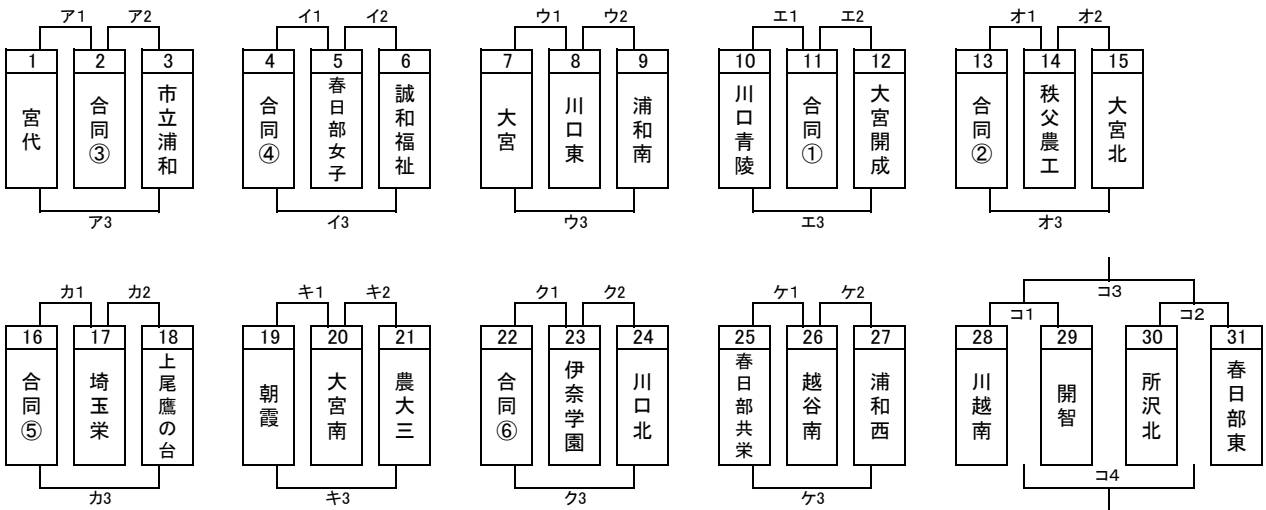 ア1 ア2 イ1 イ2 ウ1 ウ2 エ1 エ2 オ1 オ2
1 2 3 4 5 6 7 8 9 10 11 12 13 14 15
宮代 合同③ 市立浦和 合同④ 春日部女子 誠和福祉 大宮 川口東 浦和南 川口青陵 合同① 大宮開成 合同② 秩父農工 大宮北
ア3 イ3 ウ3 エ3 オ3
コ3
カ1 カ2 キ1 キ2 ク1 ク2 ケ1 ケ2
コ1 コ2
16 17 18 19 20 21 22 23 24 25 26 27 28 29 30 31
合同⑤ 埼玉栄 上尾鷹の台 朝霞 大宮南 農大三 合同⑥ 伊奈学園 川口北 春日部共栄 越谷南 浦和西 川越南 開智 所沢北 春日部東
コ4
カ3 キ3 ク3 ケ3